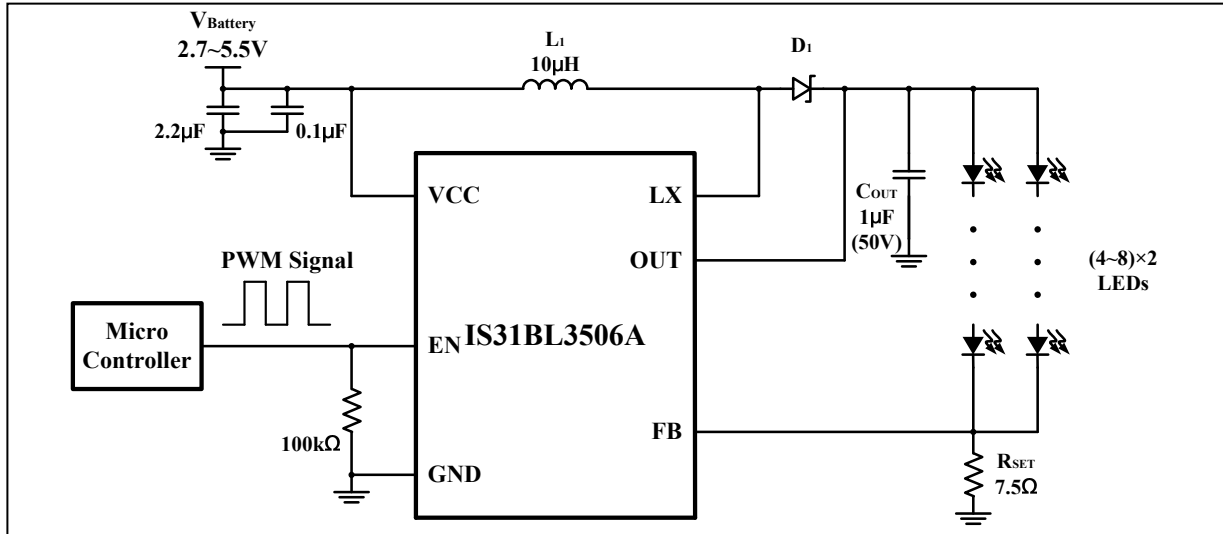 VBattery
2.7~5.5V
L1
10µH
D1
2.2µF
0.1µF
VCC
LX
COUT
1µF
(50V)
OUT
PWM Signal
(4~8)×2
LEDs
Micro
Controller
EN
IS31BL3506A
100kΩ
FB
GND
RSET
7.5Ω